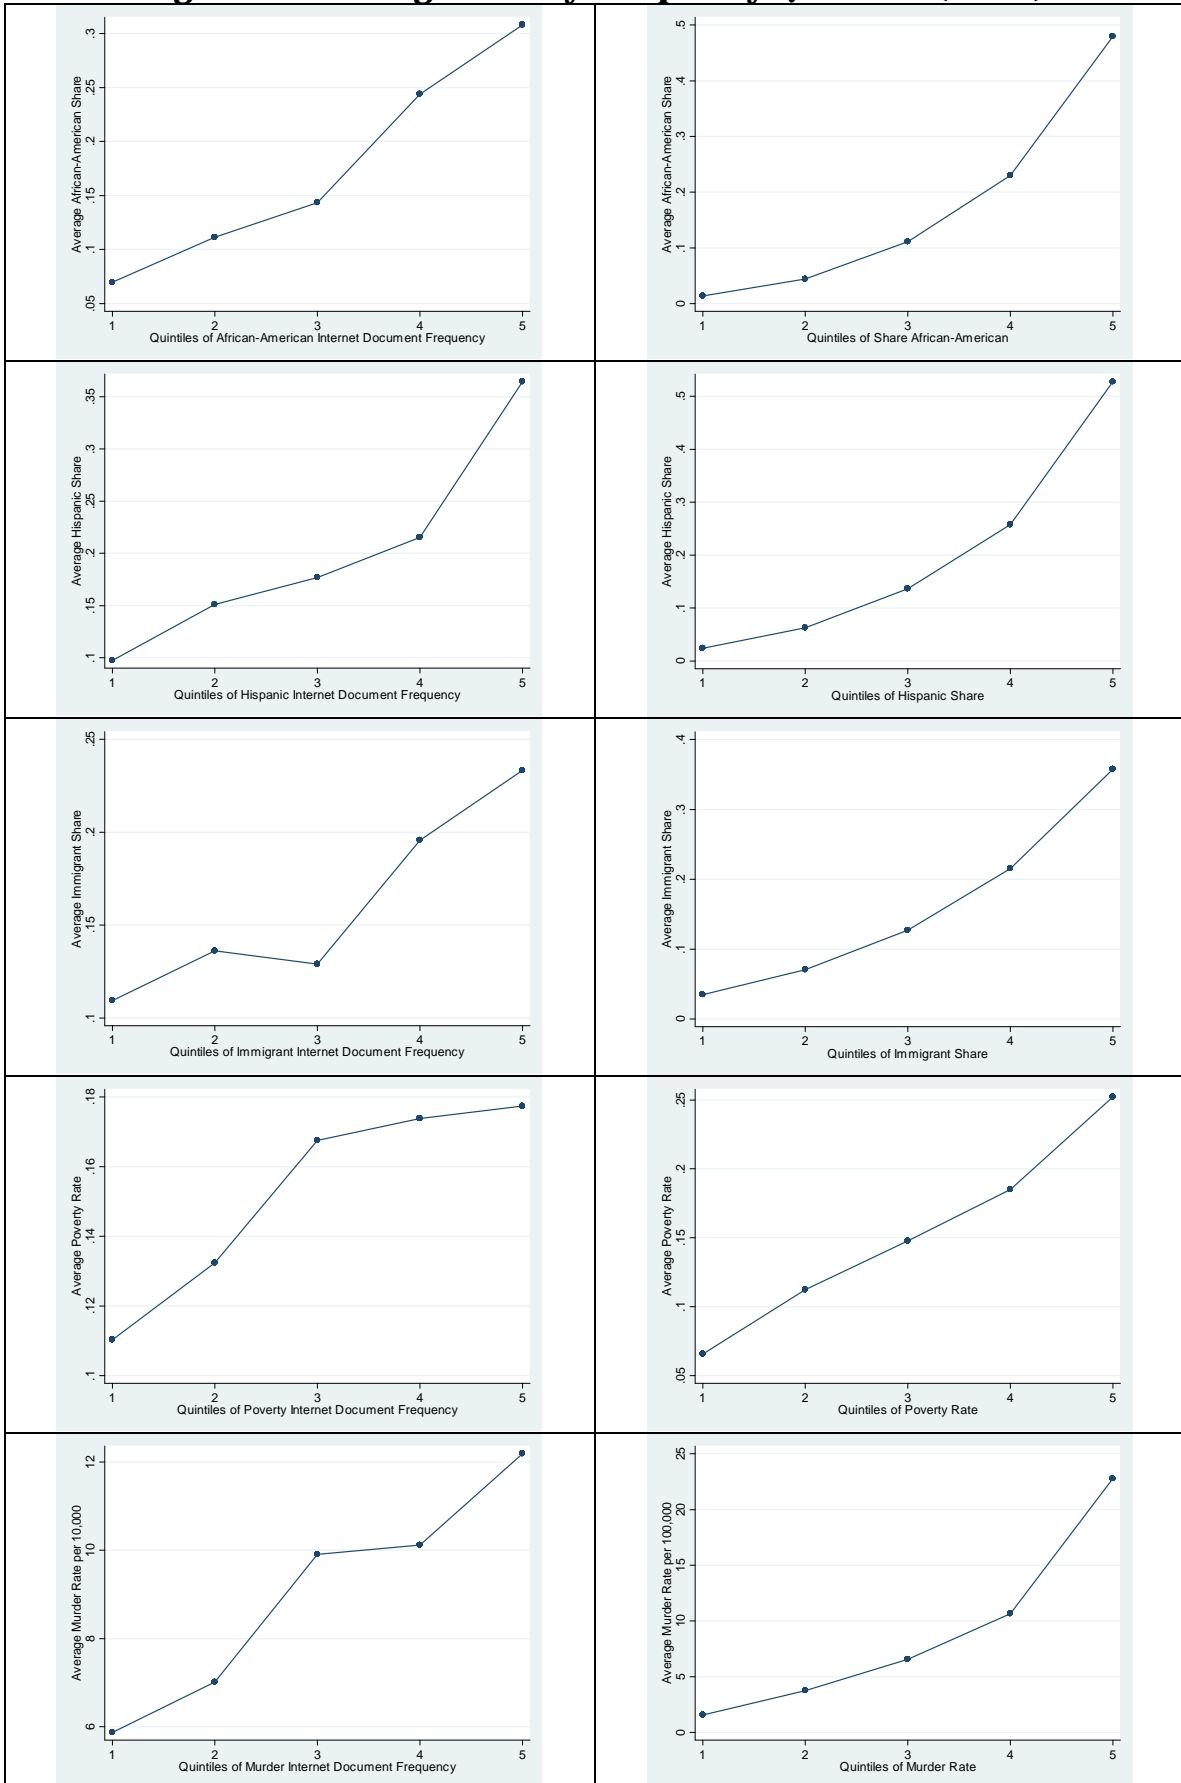 Average African-American Share
.3
.25
.2
.15
.1
.05
1 2 3 4 5
Quintiles of African-American Internet Document Frequency
Average African-American Share
.5
.4
.3
.2
.1
0
1 2 3 4 5
Quintiles of Share African-American
Average Hispanic Share
.35
.3
.25
.2
.15
.1
1 2 3 4 5
Quintiles of Hispanic Internet Document Frequency
Average Hispanic Share
.5
.4
.3
.2
.1
0
1 2 3 4 5
Quintiles of Hispanic Share
Average Immigrant Share
.25
.2
.15
.1
1 2 3 4 5
Quintiles of Immigrant Internet Document Frequency
Average Immigrant Share
.4
.3
.2
.1
0
1 2 3 4 5
Quintiles of Immigrant Share
Average Poverty Rate
.18
.16
.14
.12
.1
1 2 3 4 5
Quintiles of Poverty Internet Document Frequency
Average Poverty Rate
.25
.2
.15
.1
.05
1 2 3 4 5
Quintiles of Poverty Rate
Average Murder Rate per 10,000
12
10
8
6
1 2 3 4 5
Quintiles of Murder Internet Document Frequency
Average Murder Rate per 100,000
25
20
15
10
5
0
1 2 3 4 5
Quintiles of Murder Rate